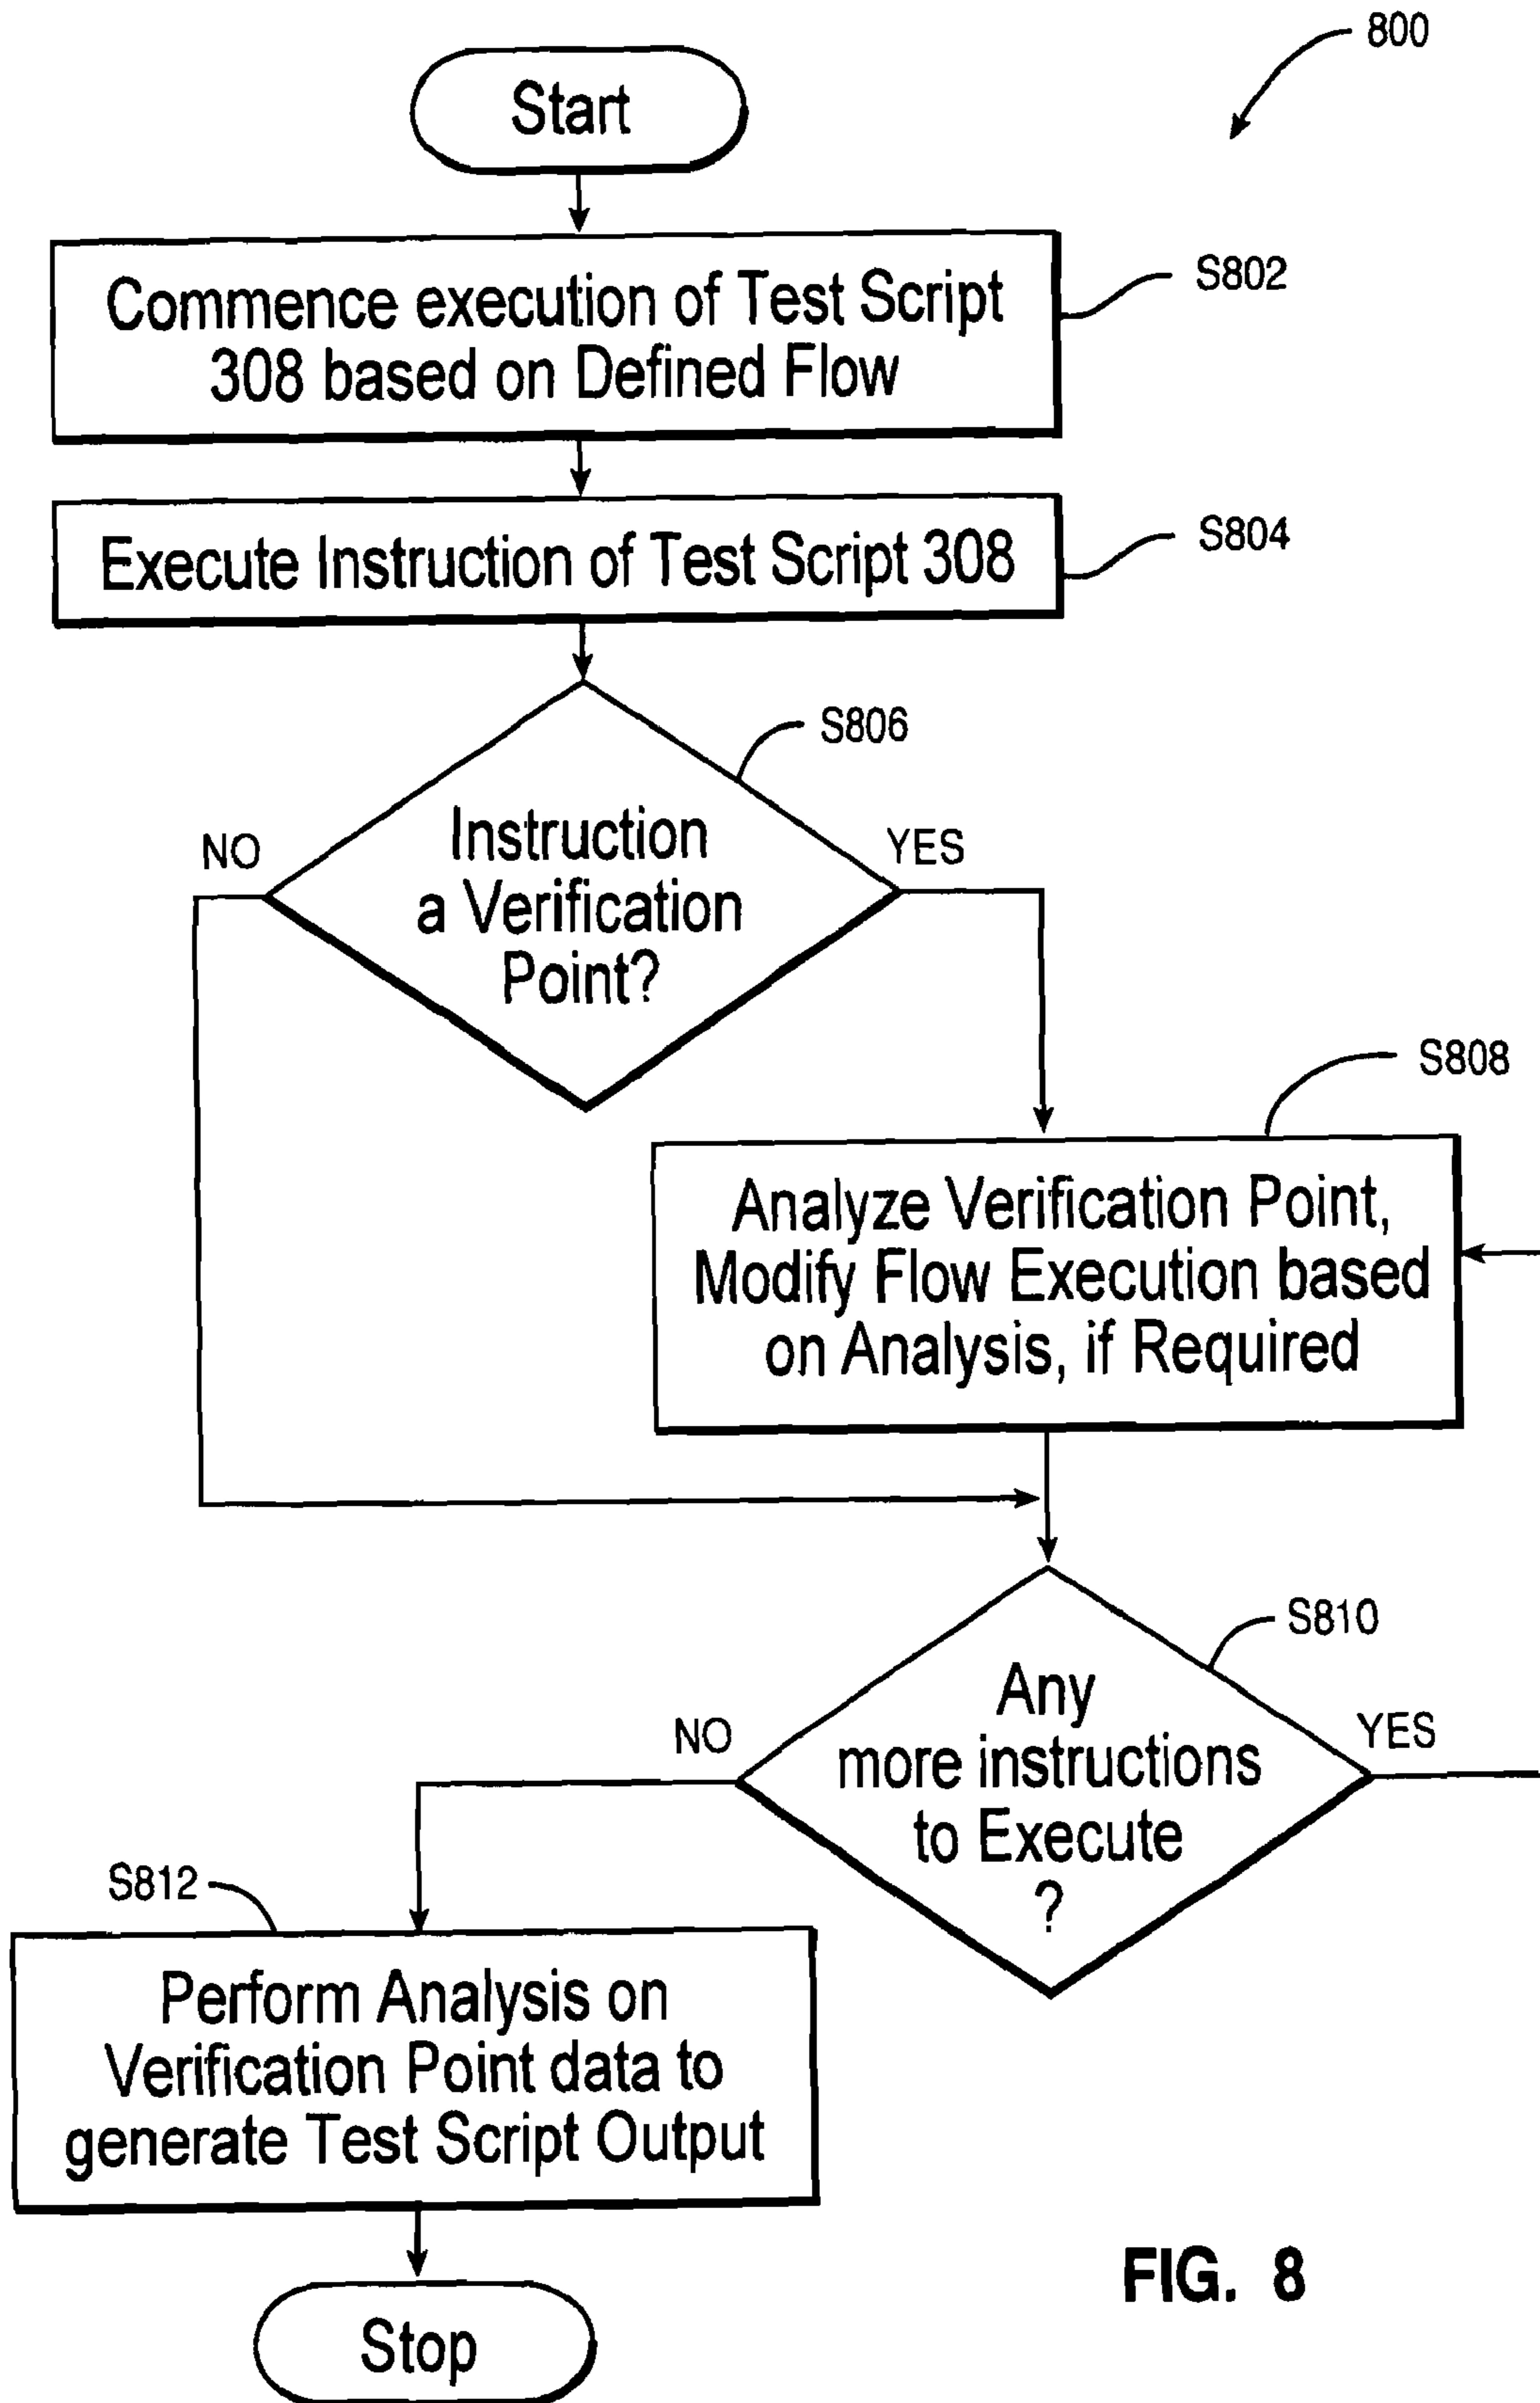 800
Start
Commence execution of Test Script
308 based on Defined Flow
S802
Execute Instruction of Test Script 308
S804
S806
Instruction
a Verification
Point?
NO
YES
S808
Analyze Verification Point,
Modify Flow Execution based
on Analysis, if Required
S810
Any
more instructions
to Execute
?
NO
YES
S812
Perform Analysis on
Verification Point data to
generate Test Script Output
Stop
FIG. 8